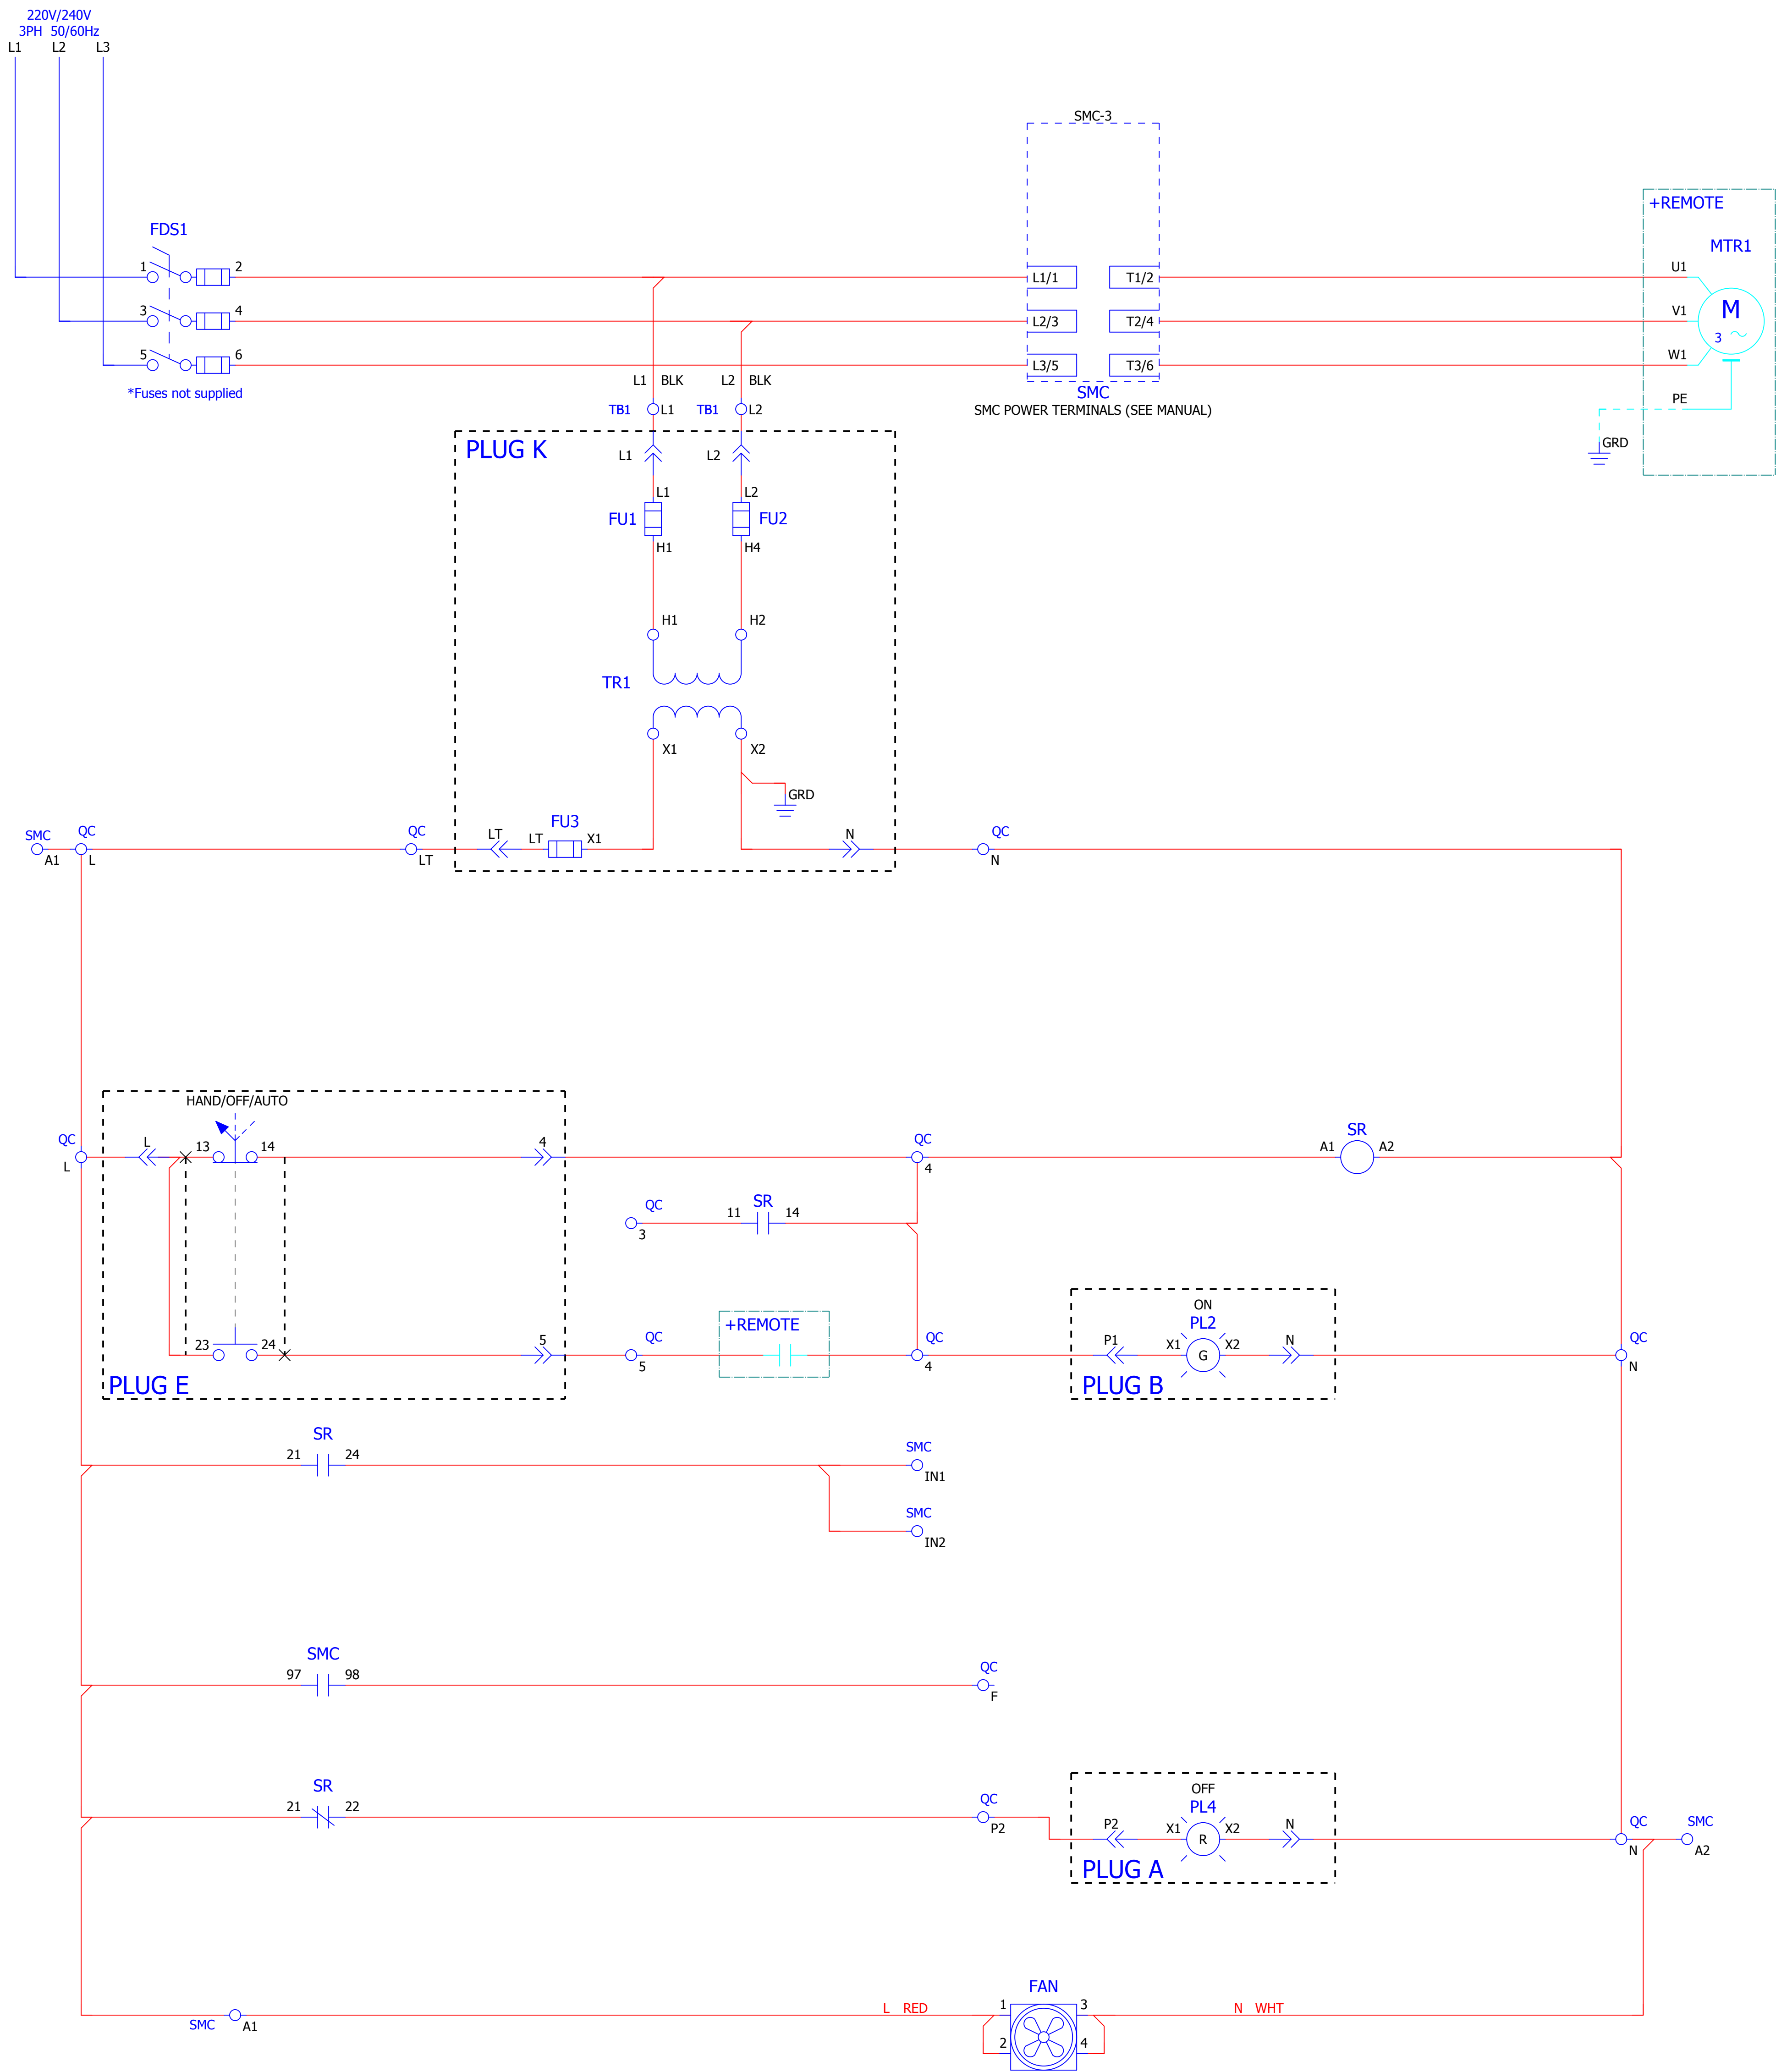 220V/240V
3PH 50/60Hz
L1 L2 L3
SMC-3
+REMOTE
MTR1
FDS1
1 2 L1/1 T1/2 U1
3 4 L2/3 T2/4 V1
M
3
5 6 L3/5 T3/6 W1
*Fuses not supplied
L1 BLK L2 BLK
SMC
PE
TB1 L1 TB1 L2
SMC POWER TERMINALS (SEE MANUAL)
GRD
PLUG K
L1 L2
L1 L2
FU1 FU2
H1 H4
H1 H2
TR1
X1 X2
GRD
SMC QC QC LT LT FU3 X1 N QC
A1 L LT N
HAND/OFF/AUTO
QC L 13 14 4 QC A1 SR A2
L 4
QC 11 SR 14
3
ON
+REMOTE
PL2
23 24 5 QC QC P1 X1 G X2 N QC
5 4 N
PLUG E
PLUG B
SR
21 24 SMC
IN1
SMC
IN2
SMC
97 98 QC
F
SR
21 22 QC
P2
OFF
PL4
P2 X1 R X2 N QC SMC
N A2
PLUG A
FAN
L RED 1 3 N WHT
SMC A1
2 4